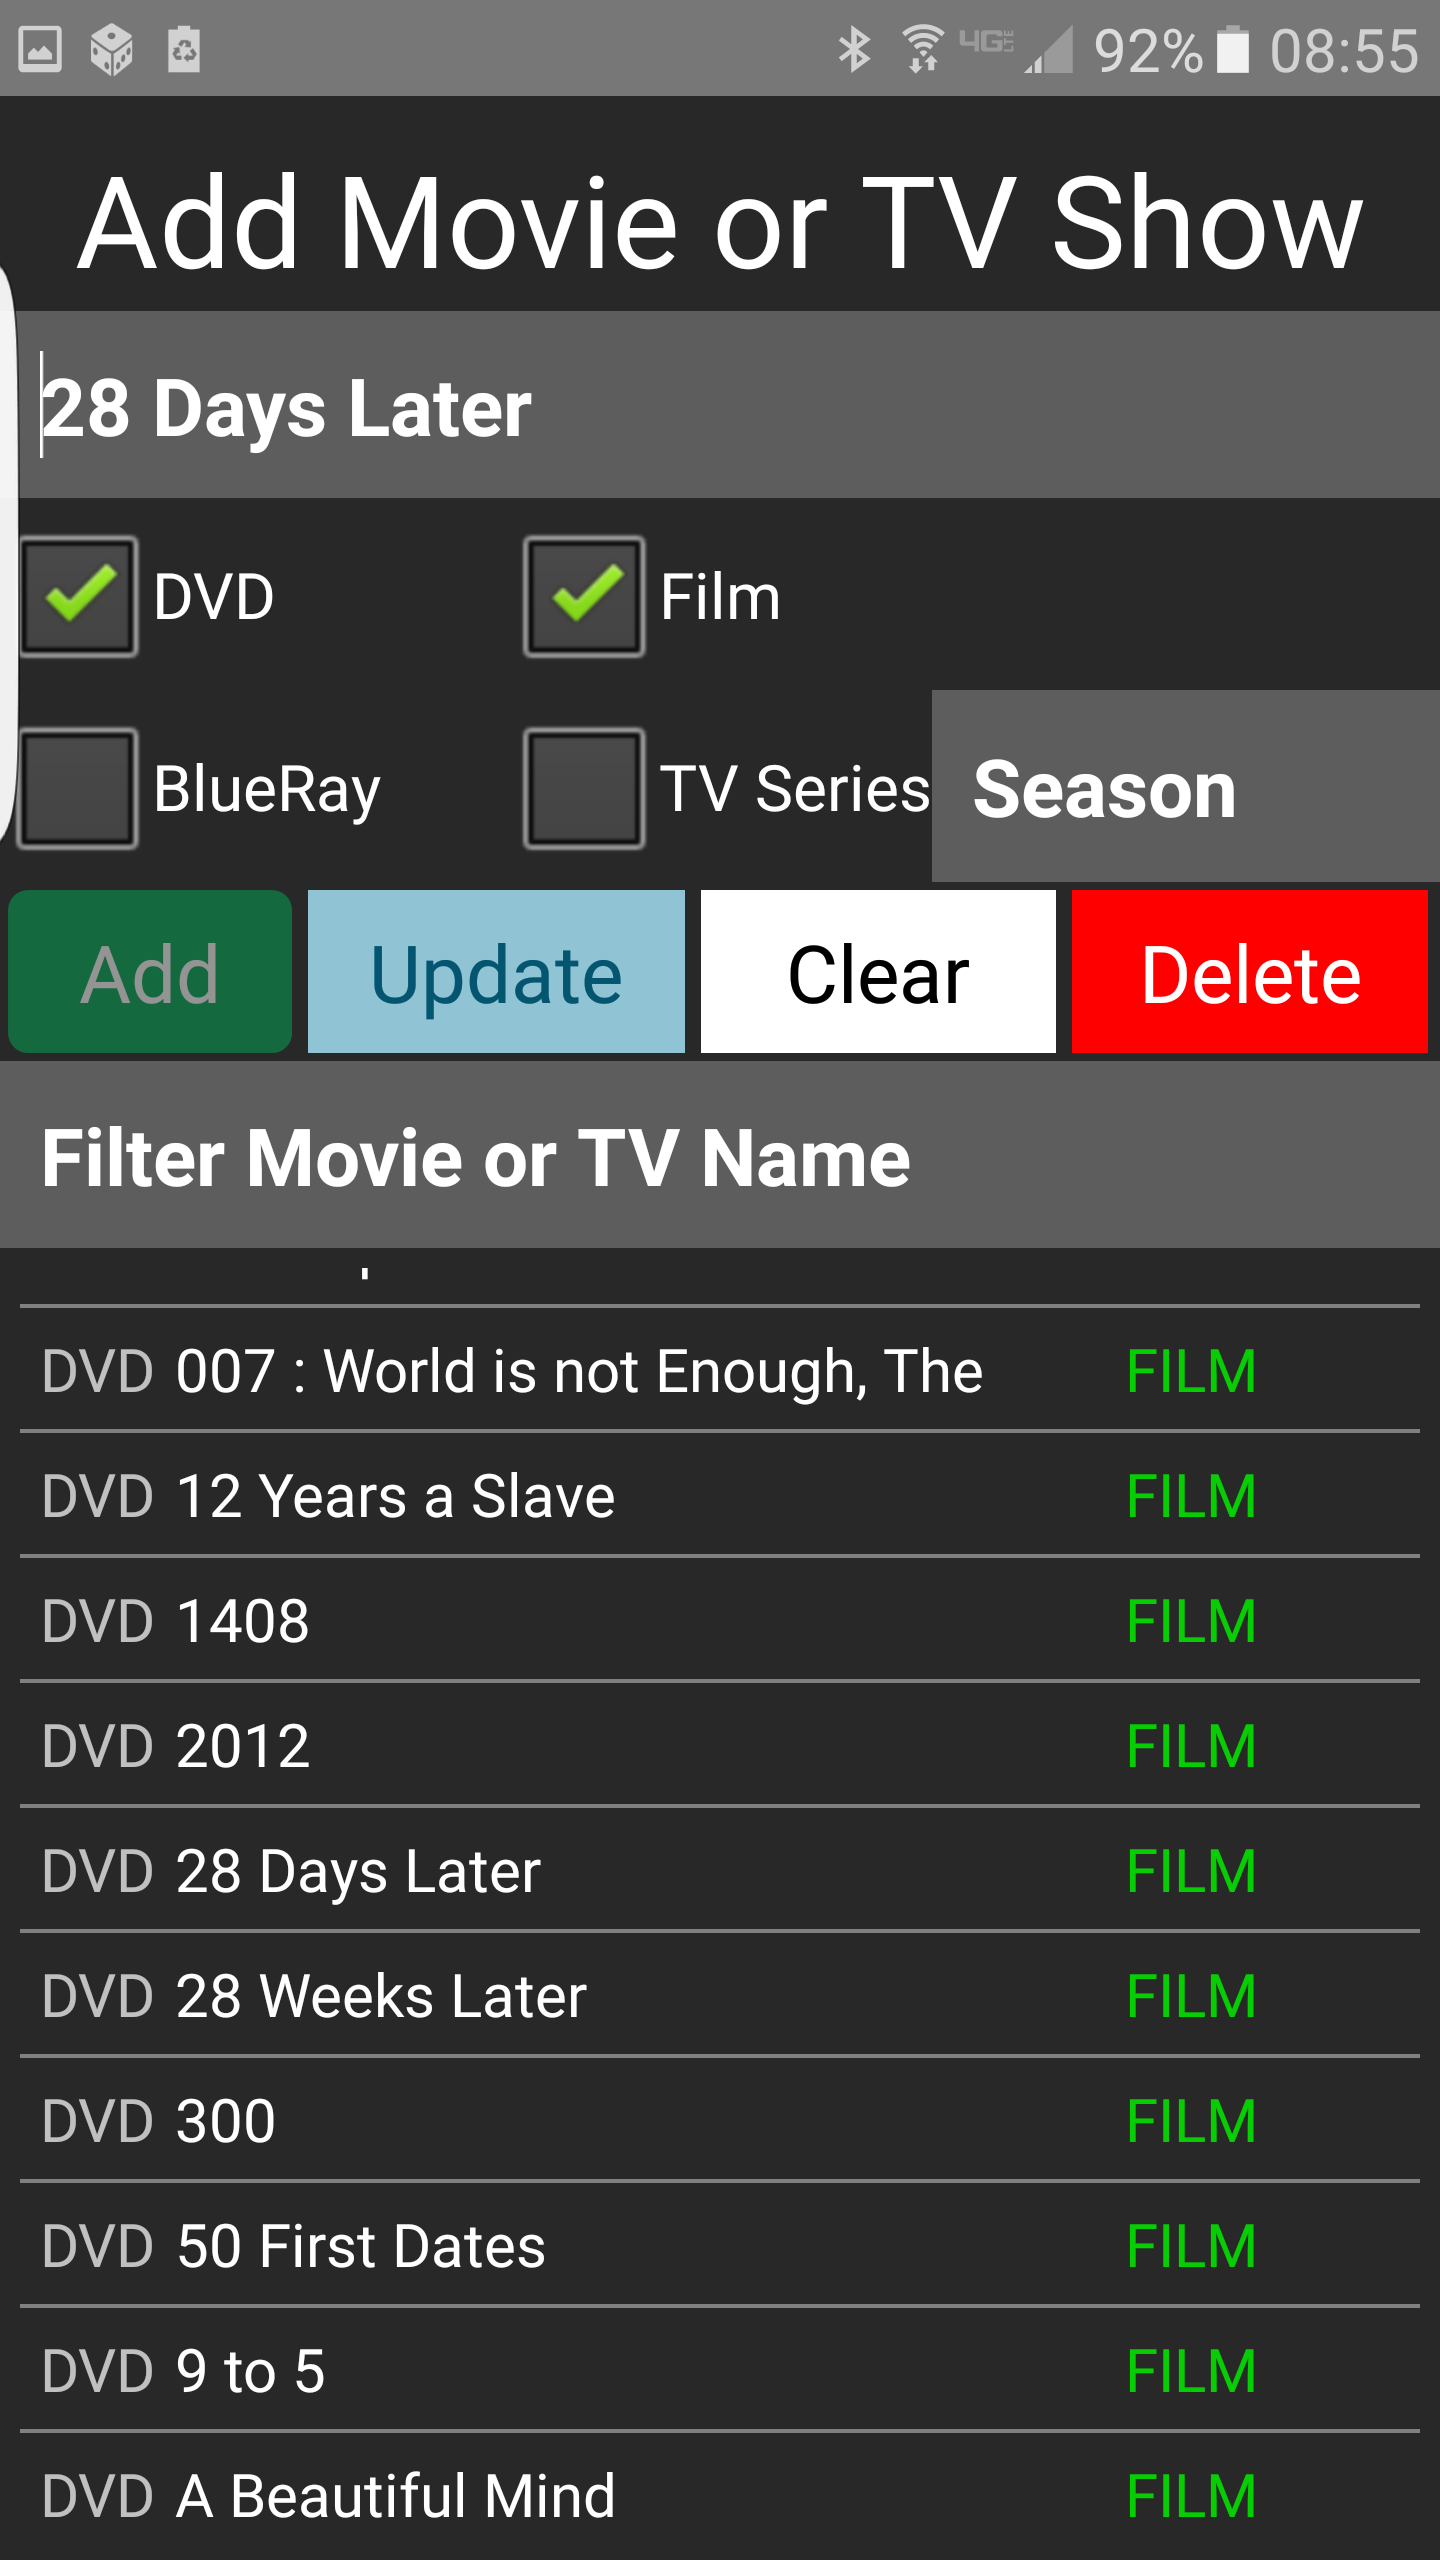 4G LTE 92% 08:55
Add Movie or TV Show
28 Days Later
DVD Film
BlueRay TV Series Season
Add Update Clear Delete
Filter Movie or TV Name
DVD 007 : World is not Enough, The FILM
DVD 12 Years a Slave FILM
DVD 1408 FILM
DVD 2012 FILM
DVD 28 Days Later FILM
DVD 28 Weeks Later FILM
DVD 300 FILM
DVD 50 First Dates FILM
DVD 9 to 5 FILM
DVD A Beautiful Mind FILM